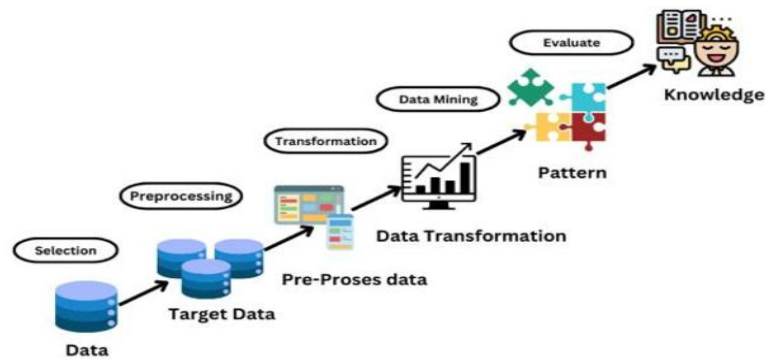 Evaluate
Knowledge
Data Mining
Pattern
Transformation
Data Transformation
Preprocessing
Pre-Proses data
Selection
Target Data
Data